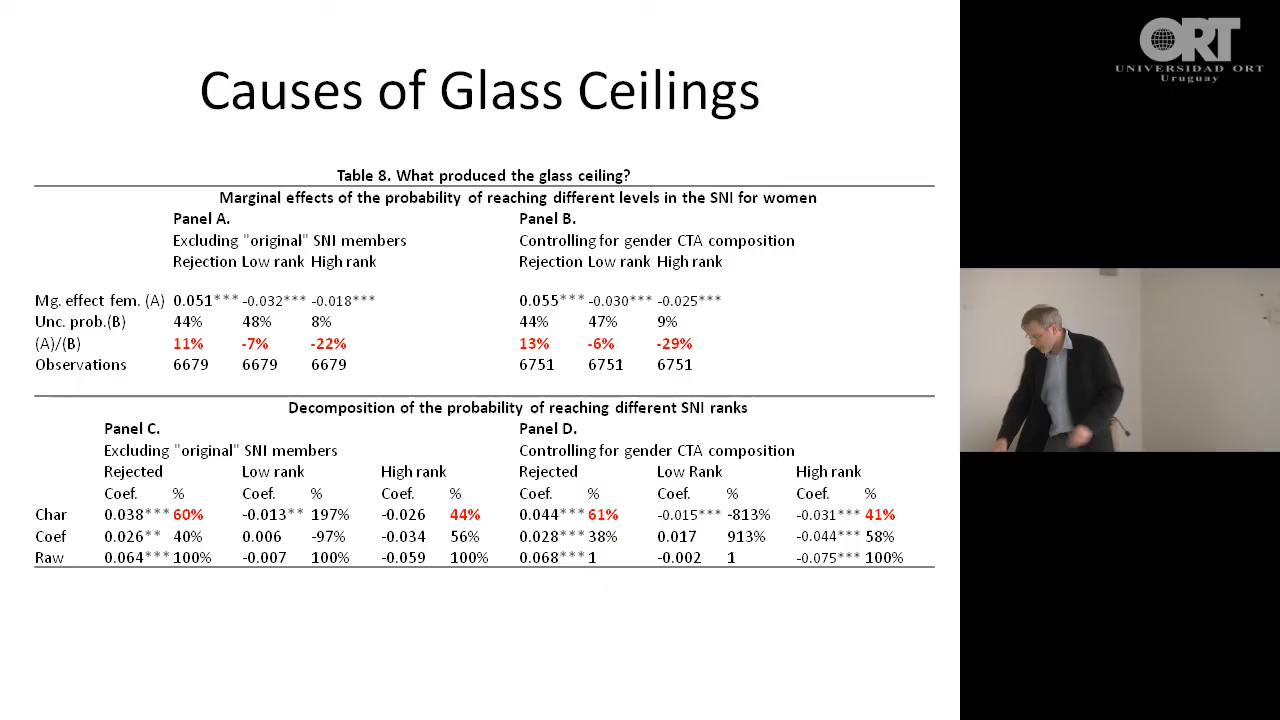 Causes of Glass Ceilings
Table 8. What produced the glass ceiling?
Marginal effects of the probability of reaching different levels in the SNI for women
Panel A. Panel B.
Excluding "original" SNI members Controlling for gender CTA composition
Rejection Low rank High rank Rejection Low rank High rank
Mg. effect fem. (A) 0.051*** -0.032*** -0.018*** 0.055*** -0.030*** -0.025***
Unc. prob.(B) 44% 48% 8% 44% 47% 9%
(A)/(B) 11% -7% -22% 13% -6% -29%
Observations 6679 6679 6679 6751 6751 6751
Decomposition of the probability of reaching different SNI ranks
Panel C. Panel D.
Excluding "original" SNI members Controlling for gender CTA composition
Rejected Low rank High rank Rejected Low Rank High rank
Coef. % Coef. % Coef. % Coef. % Coef. % Coef. %
Char 0.038*** 60% -0.013** 197% -0.026 44% 0.044*** 61% -0.015*** -813% -0.031*** 41%
Coef 0.026** 40% 0.006 -97% -0.034 56% 0.028*** 38% 0.017 913% -0.044*** 58%
Raw 0.064*** 100% -0.007 100% -0.059 100% 0.068*** 1 -0.002 1 -0.075*** 100%
ORT
UNIVERSIDAD ORT
Uruguay